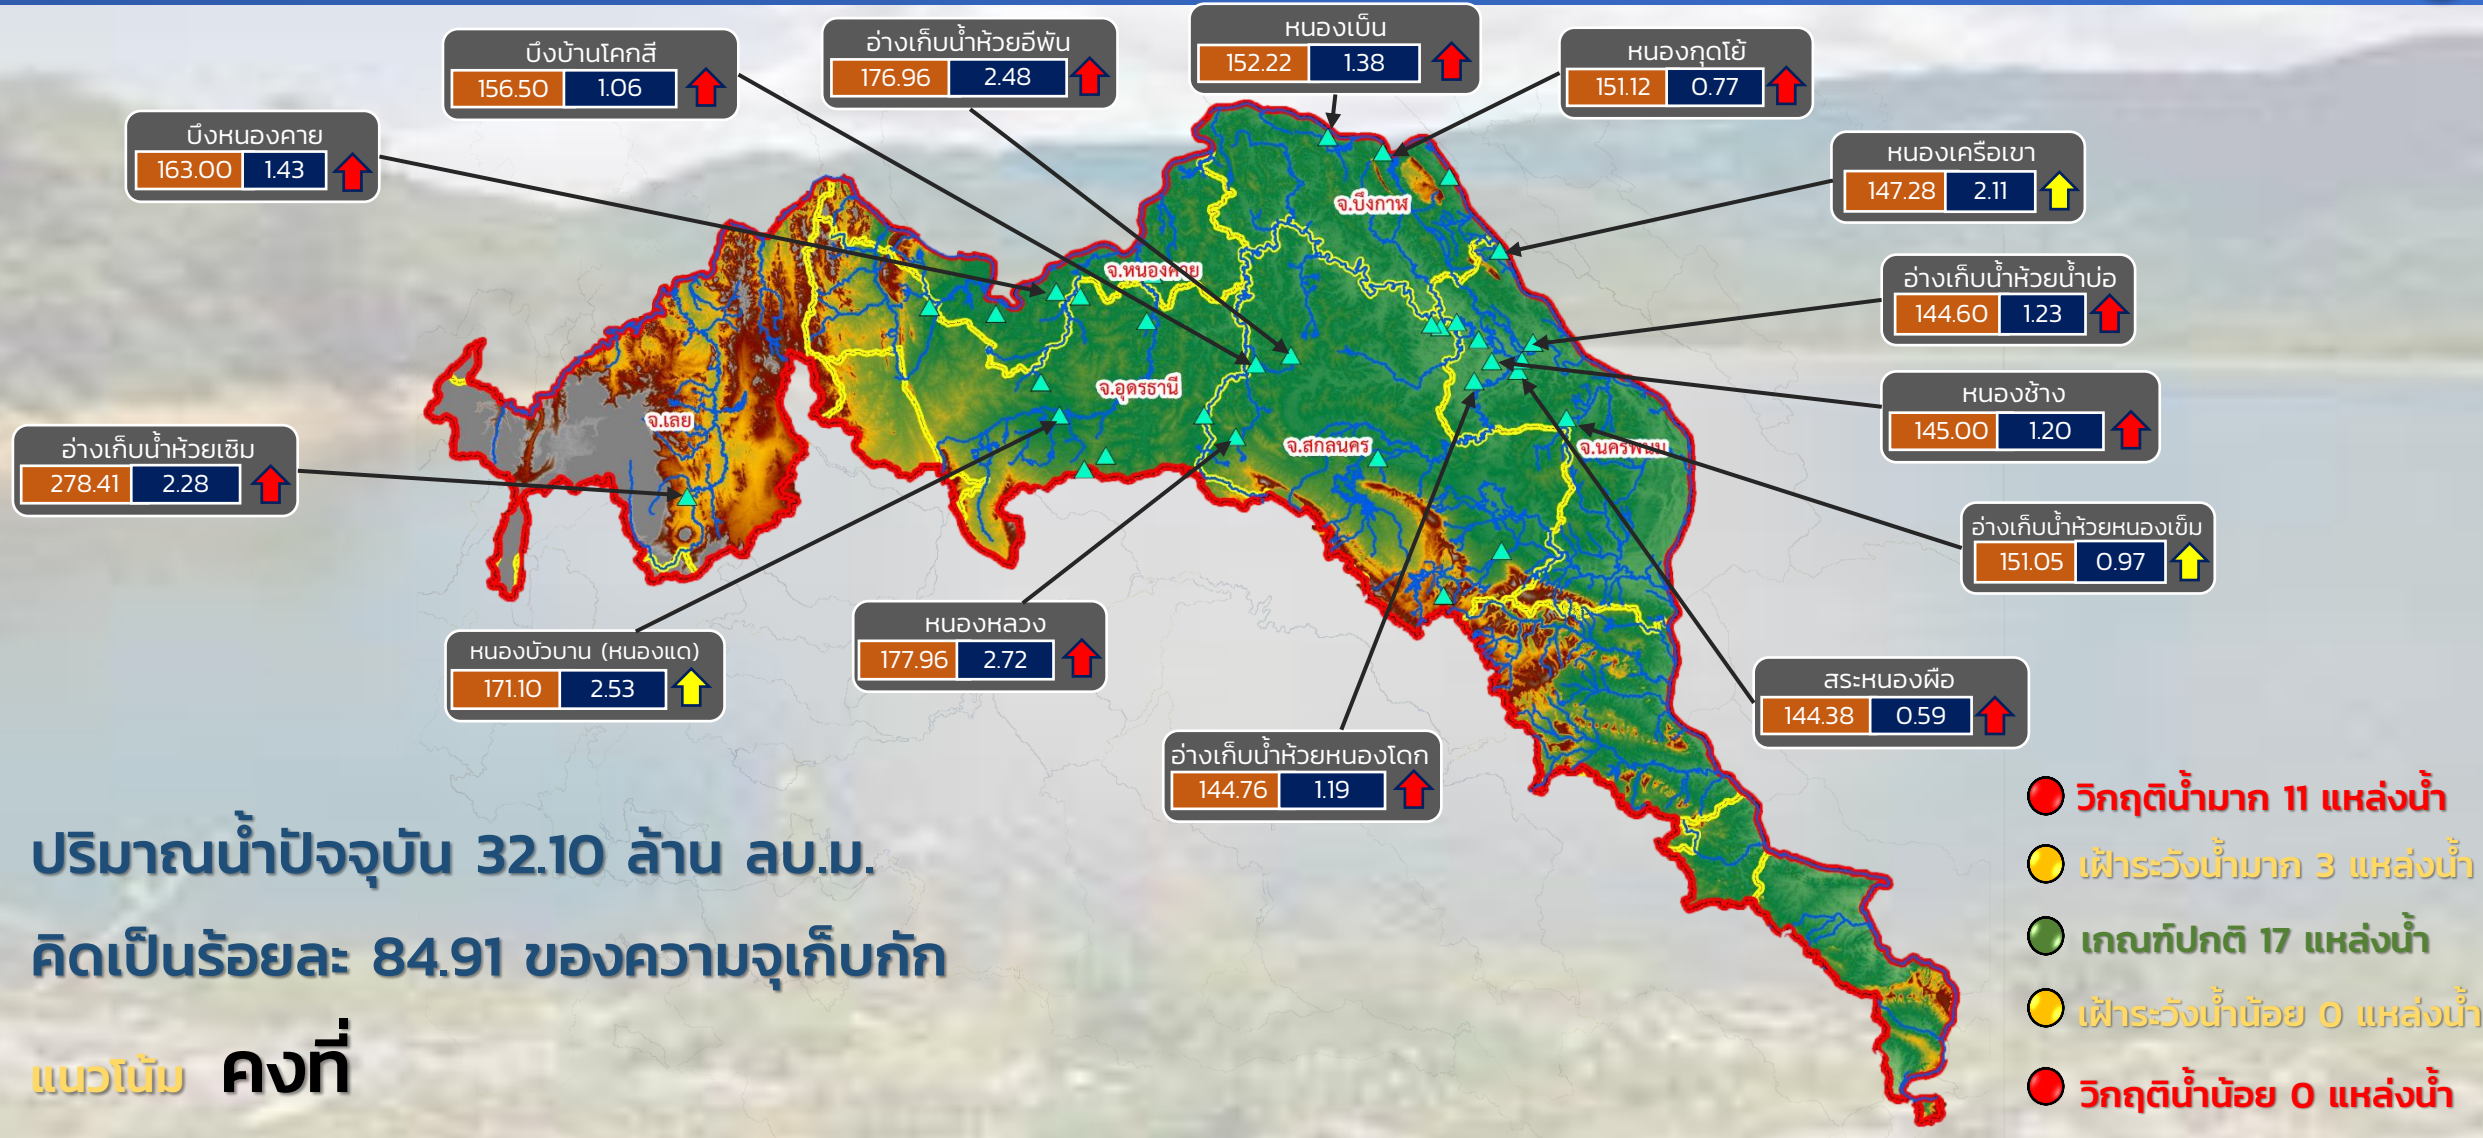 บึงบ้านโคกสี
156.50 1.06
อ่างเก็บน้ำห้วยอีพัน
176.96 2.48
หนองเบ็น
152.22 1.38
หนองกุดโย้
151.12 0.77
บึงหนองคาย
163.00 1.43
หนองเครือเขา
147.28 2.11
อ่างเก็บน้ำห้วยน้ำบ่อ
144.60 1.23
หนองช้าง
145.00 1.20
อ่างเก็บน้ำห้วยหนองเข็ม
151.05 0.97
อ่างเก็บน้ำห้วยเซิม
278.41 2.28
หนองบัวบาน (หนองแด)
171.10 2.53
หนองหลวง
177.96 2.72
อ่างเก็บน้ำห้วยหนองโดก
144.76 1.19
สระหนองผือ
144.38 0.59
จ.บึงกาฬ
จ.หนองคาย
จ.อุดรธานี
จ.เลย
จ.สกลนคร
จ.นครพนม
ปริมาณน้ำปัจจุบัน 32.10 ล้าน ลบ.ม.
คิดเป็นร้อยละ 84.91 ของความจุเก็บกัก
แนวโน้ม คงที่
วิกฤติน้ำมาก 11 แหล่งน้ำ
เฝ้าระวังน้ำมาก 3 แหล่งน้ำ
เกณฑ์ปกติ 17 แหล่งน้ำ
เฝ้าระวังน้ำน้อย 0 แหล่งน้ำ
วิกฤติน้ำน้อย 0 แหล่งน้ำ